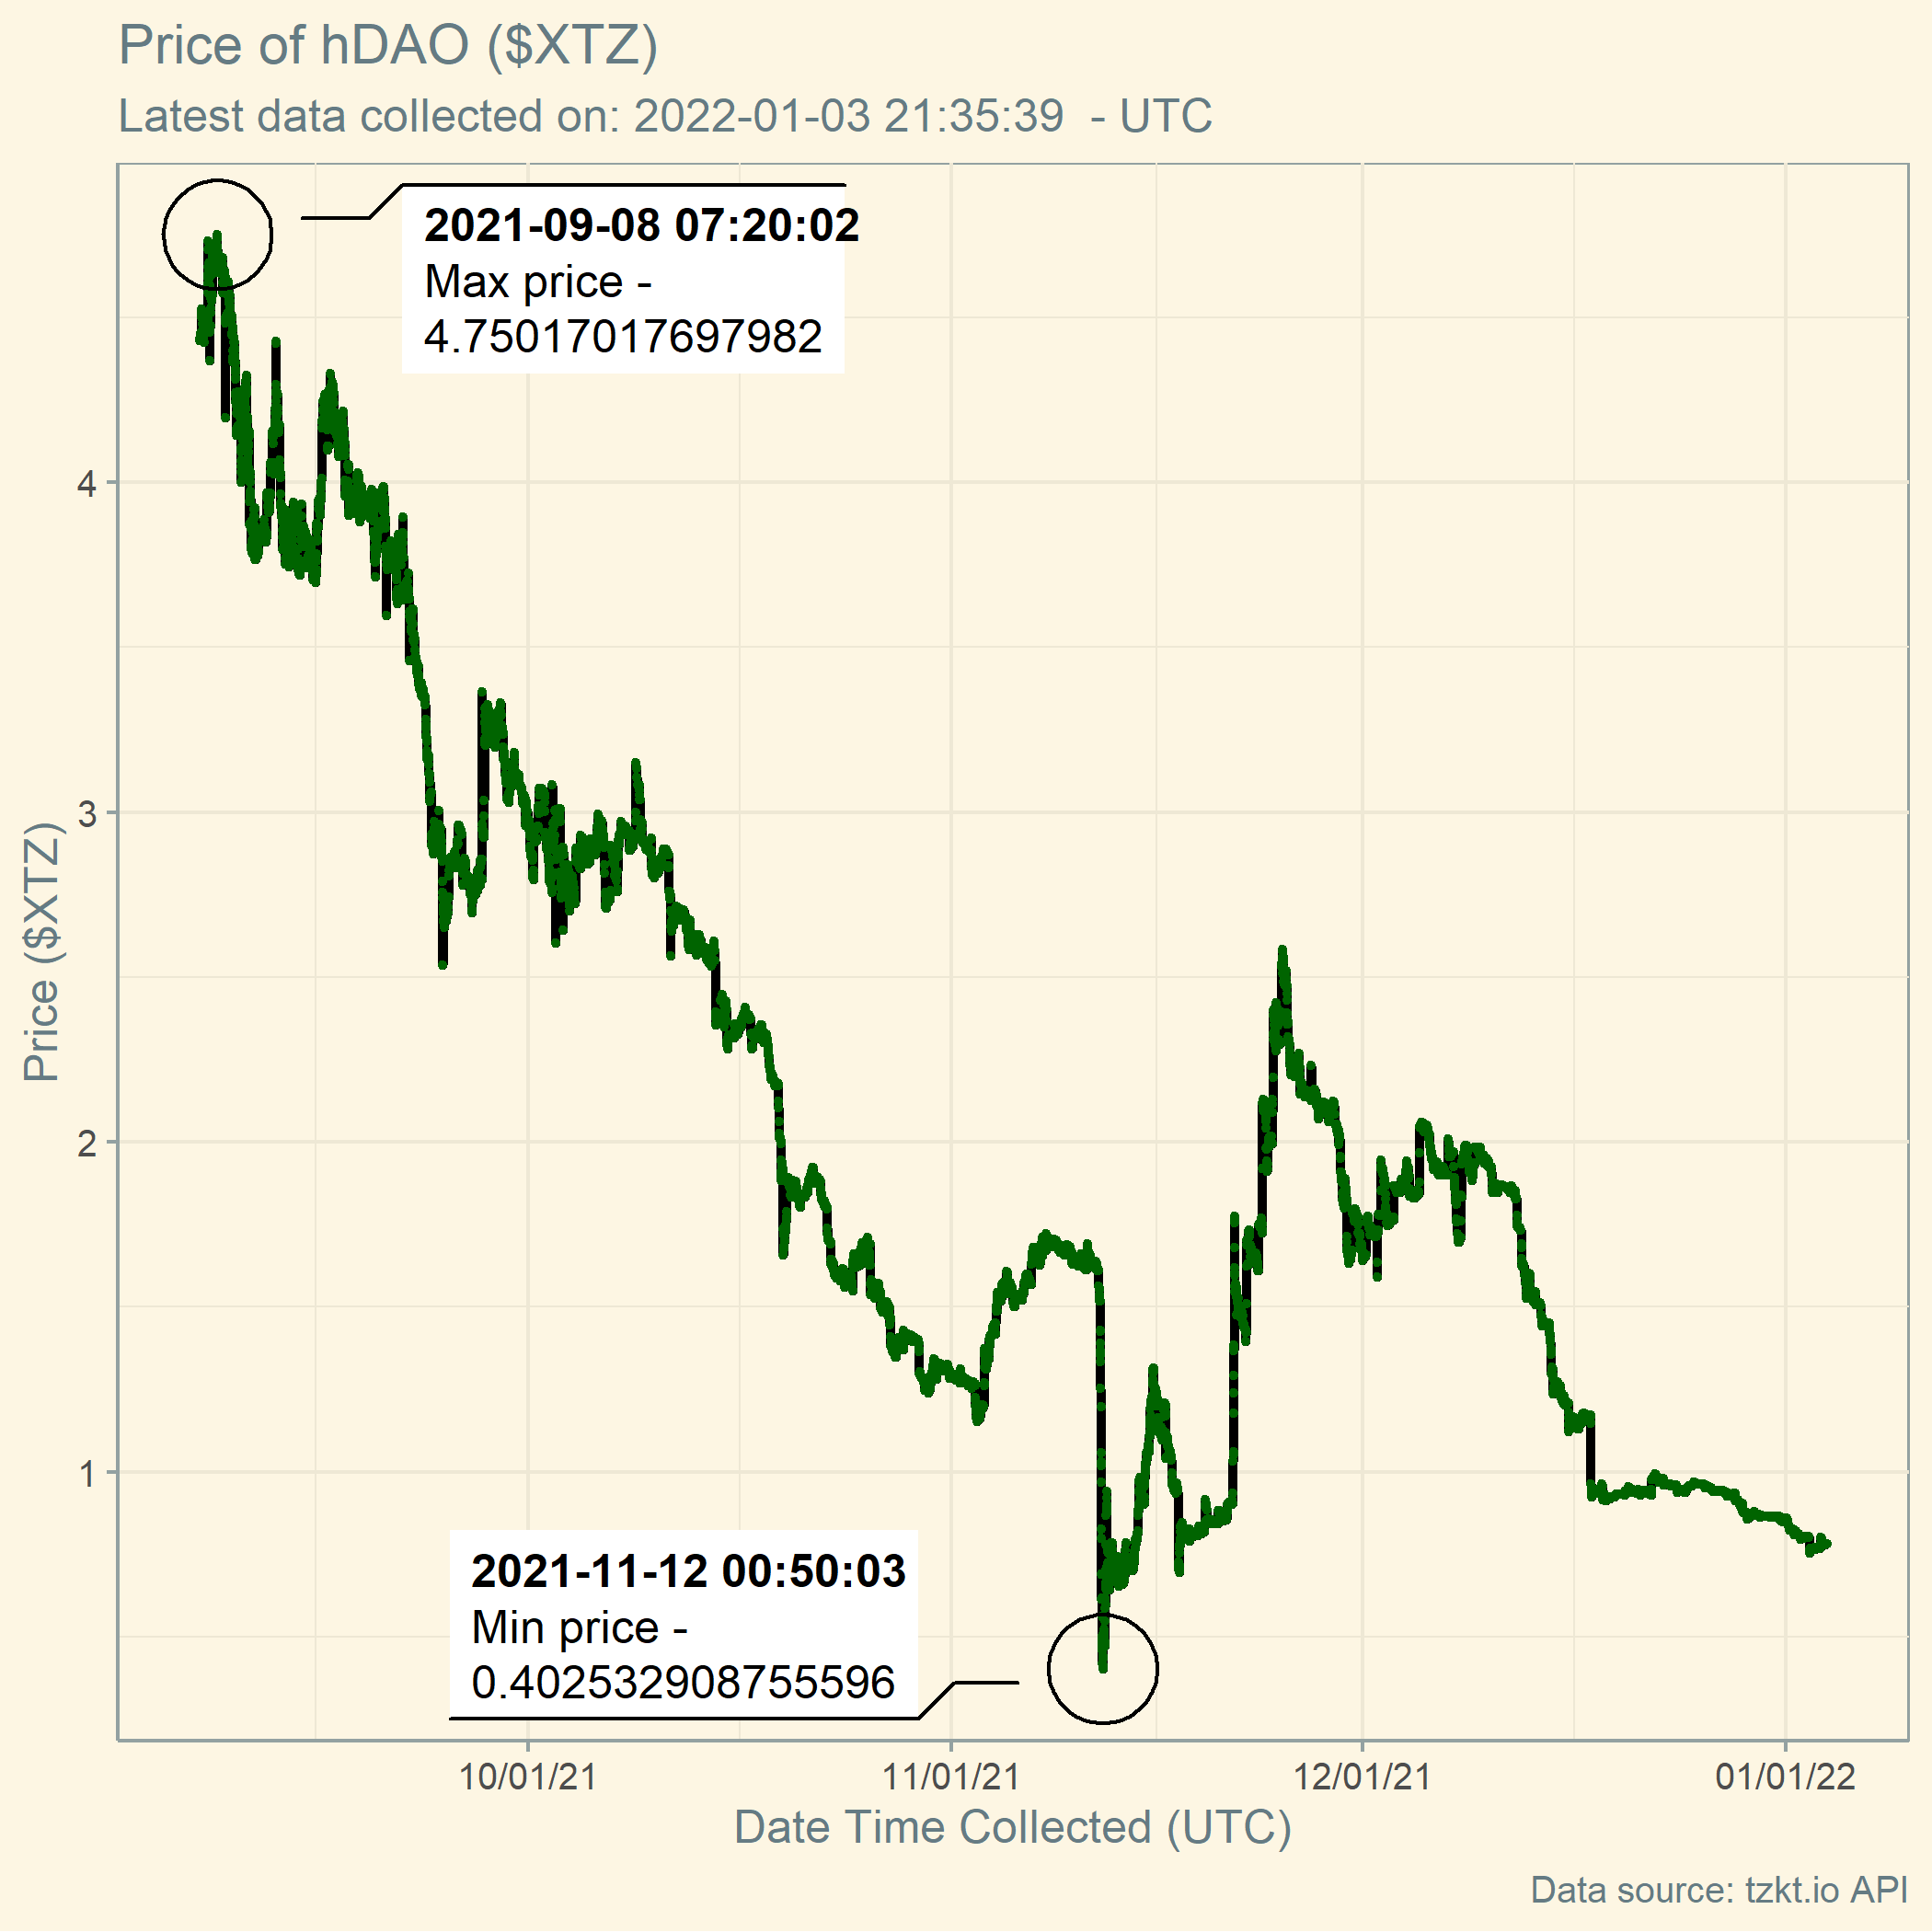 Price of hDAO ($XTZ)
Latest data collected on: 2022-01-03 21:35:39  - UTC
2021-09-08 07:20:02
Max price -
4.75017017697982
4
3
2
1
Price ($XTZ)
2021-11-12 00:50:03
Min price -
0.402532908755596
10/01/21
11/01/21
12/01/21
01/01/22
Date Time Collected (UTC)
Data source: tzkt.io API